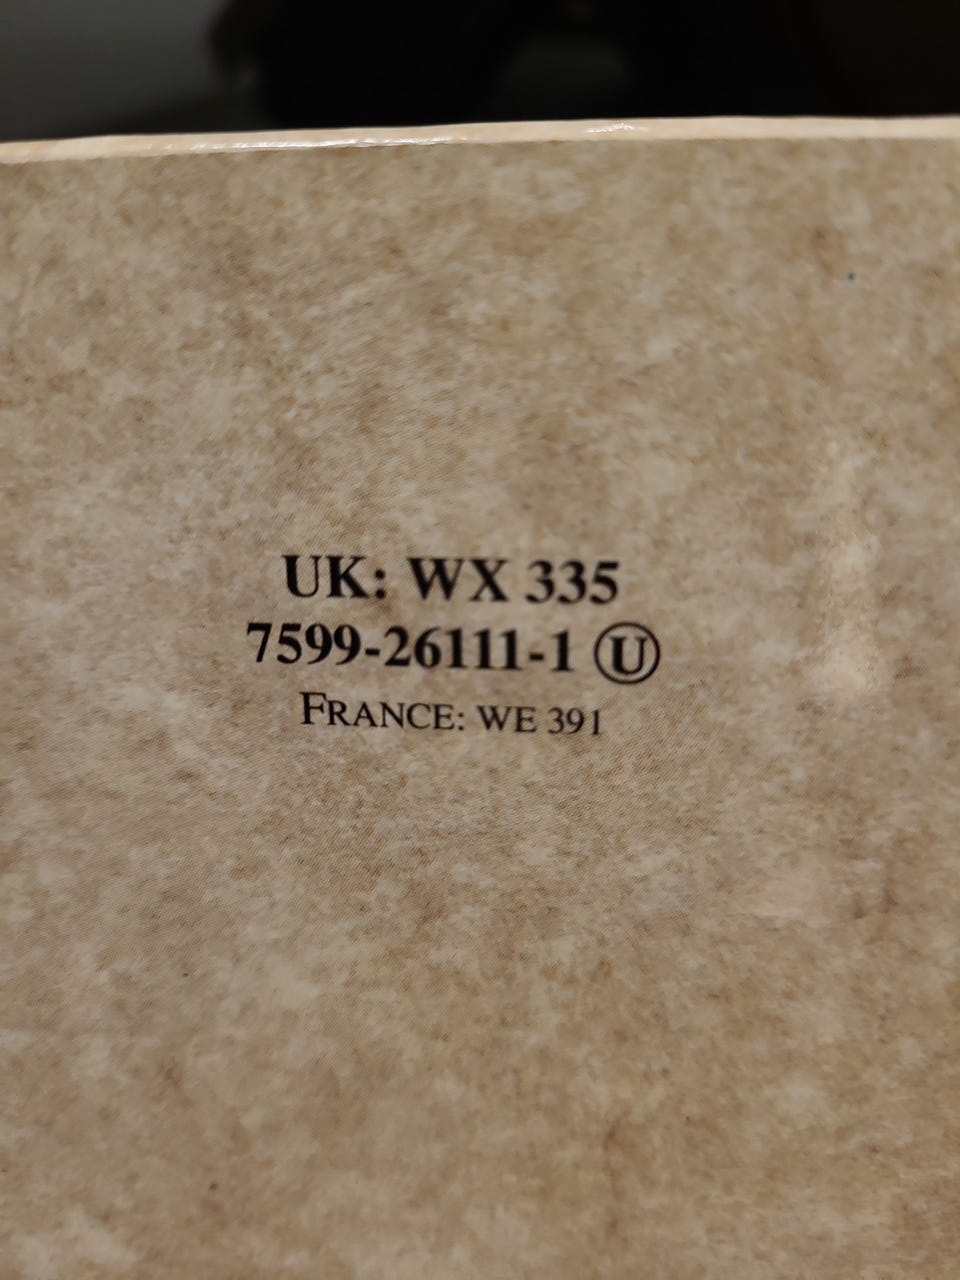 UK: WX 335
7599-26111-1 Ⓤ
FRANCE: WE 391